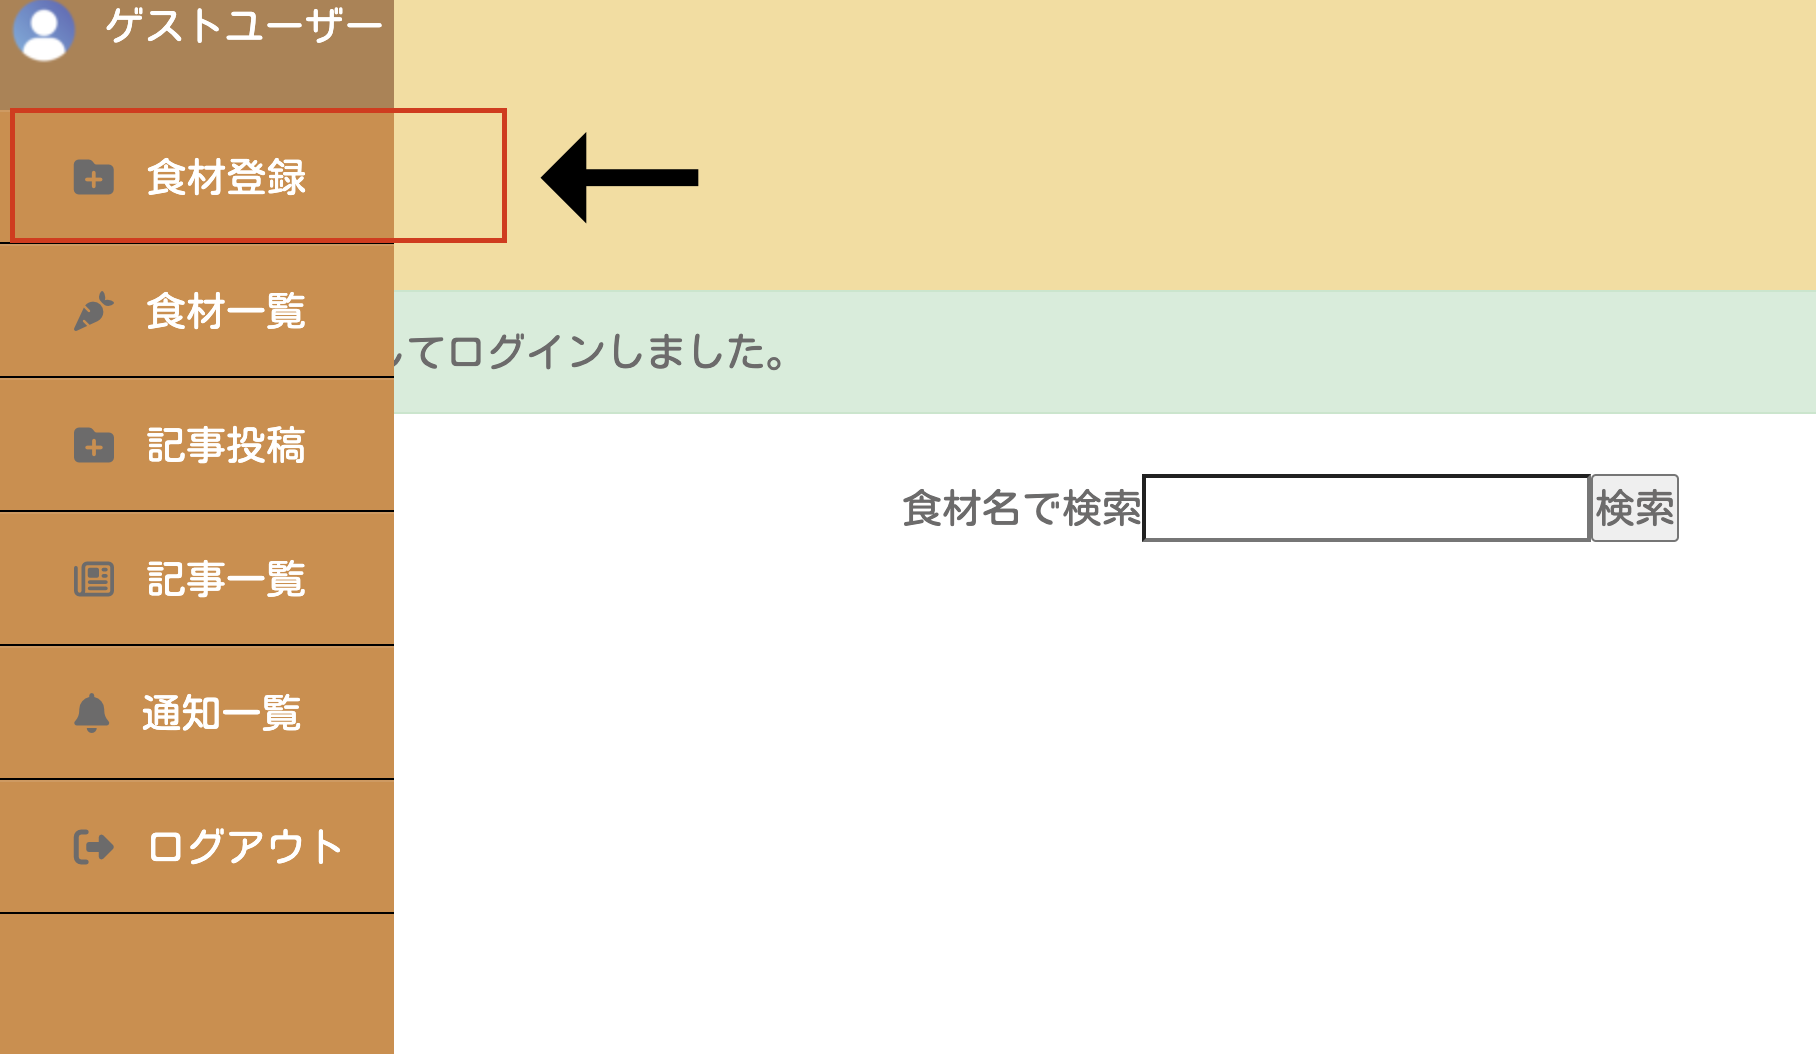 ゲストユーザー
食材登録
食材一覧
てログインしました。
記事投稿
食材名で検索 検索
記事一覧
通知一覧
ログアウト